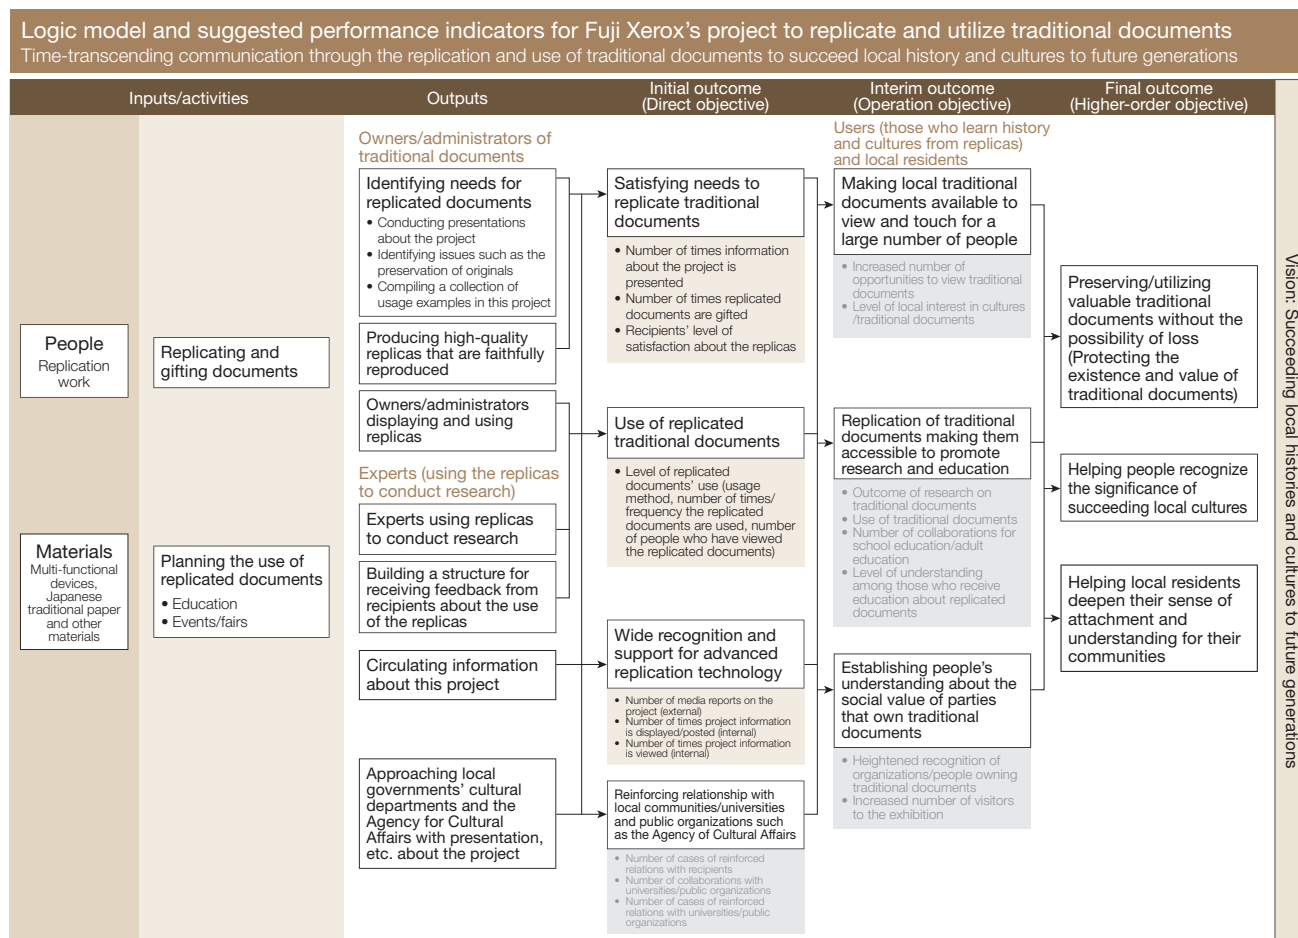 Logic model and suggested performance indicators for Fuji Xerox's project to replicate and utilize traditional documents
Time-transcending communication through the replication and use of traditional documents to succeed local history and cultures to future generations
Inputs/activities
Outputs
Initial outcome
(Direct objective)
Interim outcome
(Operation objective)
Final outcome
(Higher-order objective)
People
Replication
work
Materials
Multi-functional
devices,
Japanese
traditional paper
and other
materials
Replicating and
gifting documents
Planning the use of
replicated documents
• Education
• Events/fairs
Owners/administrators of
traditional documents
Identifying needs for
replicated documents
• Conducting presentations
about the project
• Identifying issues such as the
preservation of originals
• Compiling a collection of
usage examples in this project
Producing high-quality
replicas that are faithfully
reproduced
Owners/administrators
displaying and using
replicas
Experts (using the replicas
to conduct research)
Experts using replicas
to conduct research
Building a structure for
receiving feedback from
recipients about the use
of the replicas
Circulating information
about this project
Approaching local
governments' cultural
departments and the
Agency for Cultural
Affairs with presentation,
etc. about the project
Satisfying needs to
replicate traditional
documents
• Number of times information
about the project is
presented
• Number of times replicated
documents are gifted
• Recipients' level of
satisfaction about the replicas
Use of replicated
traditional documents
• Level of replicated
documents' use (usage
method, number of times/
frequency the replicated
documents are used, number
of people who have viewed
the replicated documents)
Wide recognition and
support for advanced
replication technology
• Number of media reports on the
project (external)
• Number of times project information
is displayed/posted (internal)
• Number of times project information
is viewed (internal)
Reinforcing relationship with
local communities/universities
and public organizations such
as the Agency of Cultural Affairs
• Number of cases of reinforced
relations with recipients
• Number of collaborations with
universities/public organizations
• Number of cases of reinforced
relations with universities/public
organizations
Users (those who learn history
and cultures from replicas)
and local residents
Making local traditional
documents available to
view and touch for a
large number of people
• Increased number of
opportunities to view traditional
documents
• Level of local interest in cultures
/traditional documents
Replication of traditional
documents making them
accessible to promote
research and education
• Outcome of research on
traditional documents
• Use of traditional documents
• Number of collaborations for
school education/adult
education
• Level of understanding
among those who receive
education about replicated
documents
Establishing people's
understanding about the
social value of parties
that own traditional
documents
• Heightened recognition of
organizations/people owning
traditional documents
• Increased number of visitors
to the exhibition
Preserving/utilizing
valuable traditional
documents without the
possibility of loss
(Protecting the
existence and value of
traditional documents)
Helping people recognize
the significance of
succeeding local cultures
Helping local residents
deepen their sense of
attachment and
understanding for their
communities
Vision: Succeeding local histories and cultures to future generations